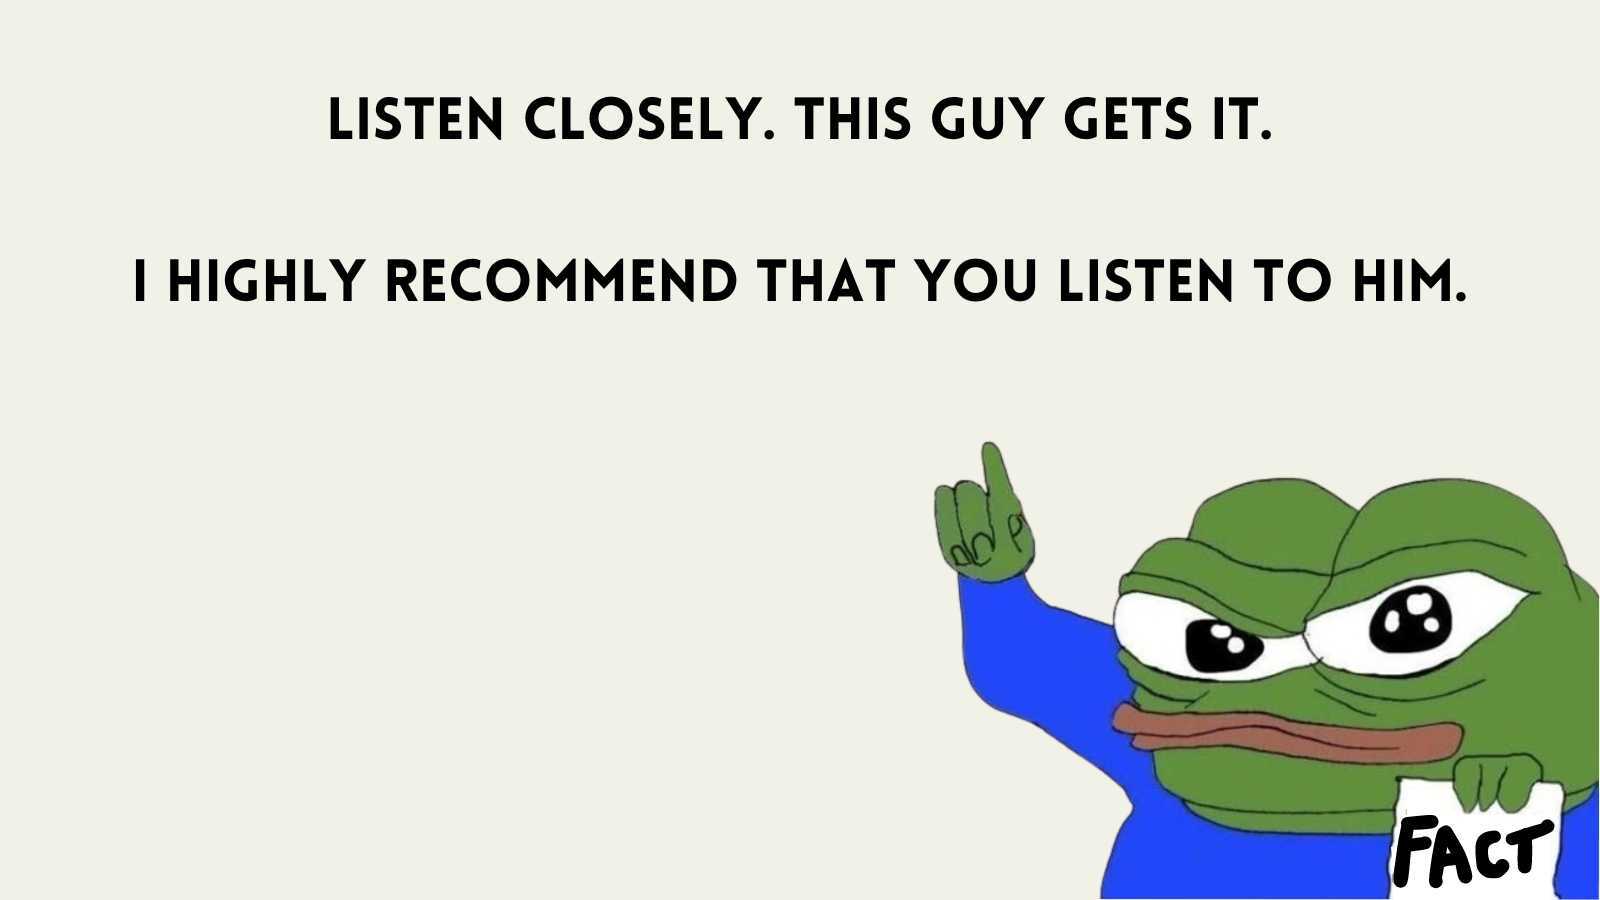 LISTEN CLOSELY. THIS GUY GETS IT.
I HIGHLY RECOMMEND THAT YOU LISTEN TO HIM.
FACT